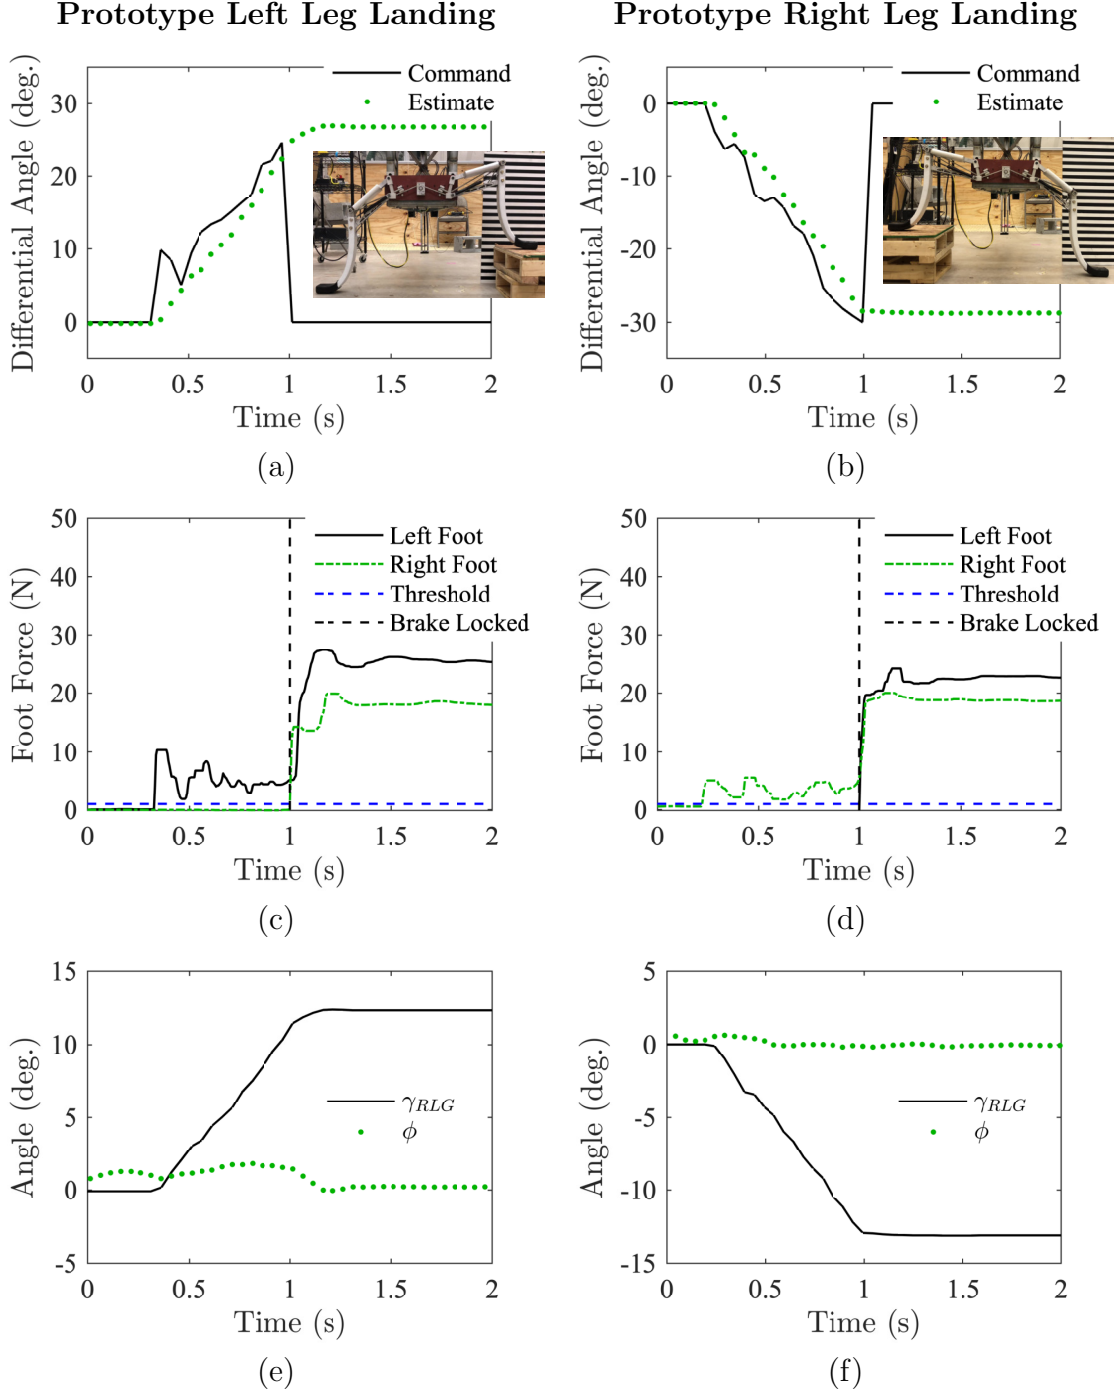 Prototype Left Leg Landing
Prototype Right Leg Landing
Differential Angle (deg.)
30
20
10
0
Command
Estimate
0 0.5 1 1.5 2
Time (s)
(a)
Differential Angle (deg.)
0
-10
-20
-30
Command
Estimate
0 0.5 1 1.5 2
Time (s)
(b)
Foot Force (N)
50
40
30
20
10
0
Left Foot
Right Foot
Threshold
Brake Locked
0 0.5 1 1.5 2
Time (s)
(c)
Foot Force (N)
50
40
30
20
10
0
Left Foot
Right Foot
Threshold
Brake Locked
0 0.5 1 1.5 2
Time (s)
(d)
Angle (deg.)
15
10
5
0
-5
γRLG
ϕ
0 0.5 1 1.5 2
Time (s)
(e)
Angle (deg.)
5
0
-5
-10
-15
γRLG
ϕ
0 0.5 1 1.5 2
Time (s)
(f)